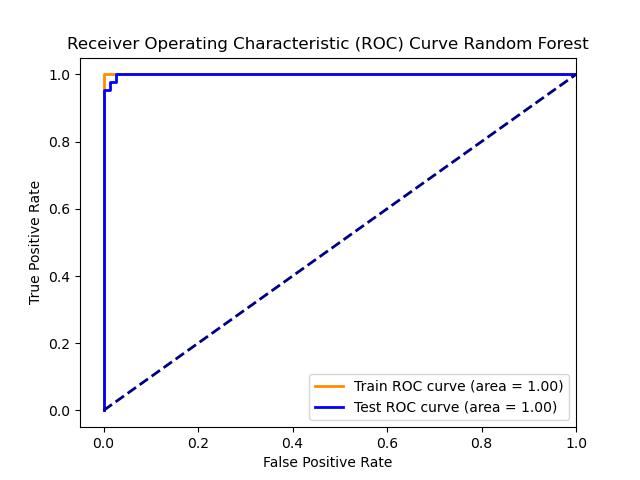 Receiver Operating Characteristic (ROC) Curve Random Forest
1.0
0.8
0.6
0.4
0.2
0.0
True Positive Rate
Train ROC curve (area = 1.00)
Test ROC curve (area = 1.00)
0.0 0.2 0.4 0.6 0.8 1.0
False Positive Rate